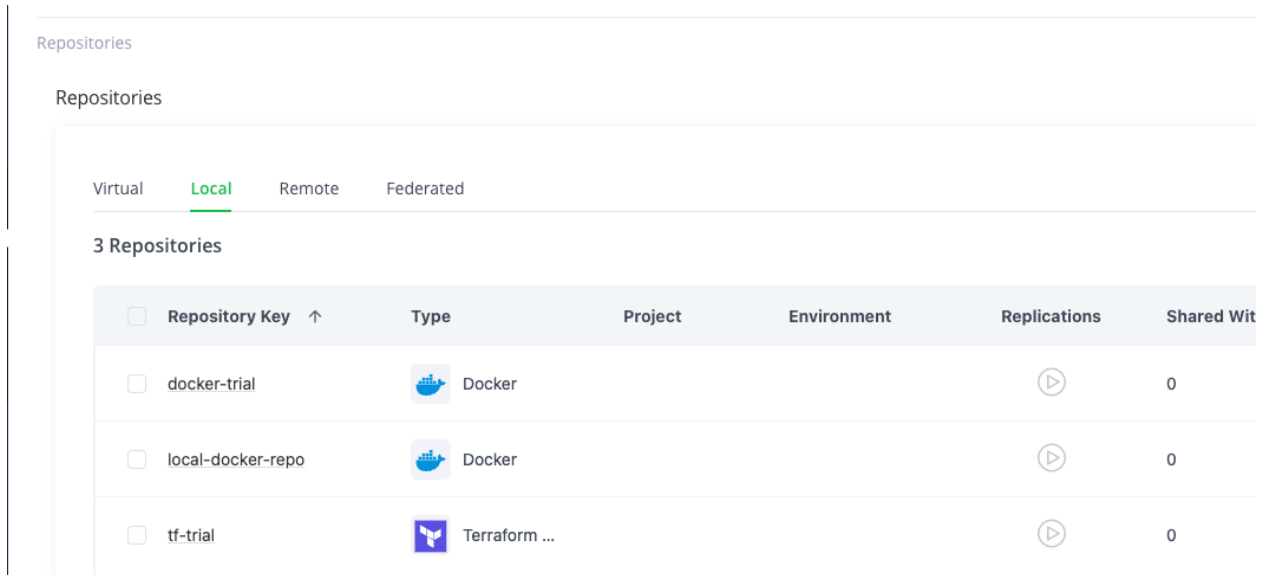 Repositories
Repositories
Virtual Local Remote Federated
3 Repositories
Repository Key ↑ Type Project Environment Replications Shared Wit
docker-trial Docker 0
local-docker-repo Docker 0
tf-trial Terraform ... 0